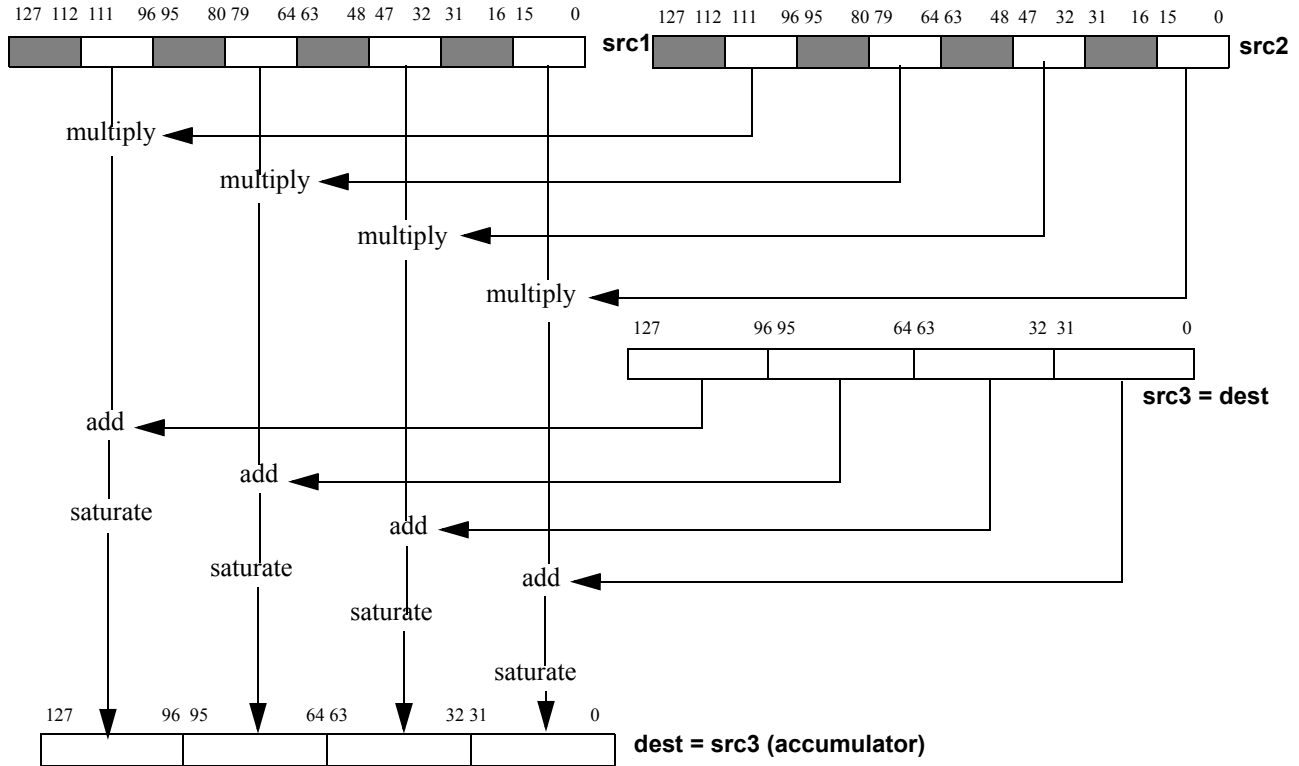 127 112 111 96 95 80 79 64 63 48 47 32 31 16 15 0
127 112 111 96 95 80 79 64 63 48 47 32 31 16 15 0
src1
src2
multiply
multiply
multiply
multiply
127 96 95 64 63 32 31 0
src3 = dest
add
add
saturate
add
saturate
add
saturate
saturate
127 96 95 64 63 32 31 0
dest = src3 (accumulator)